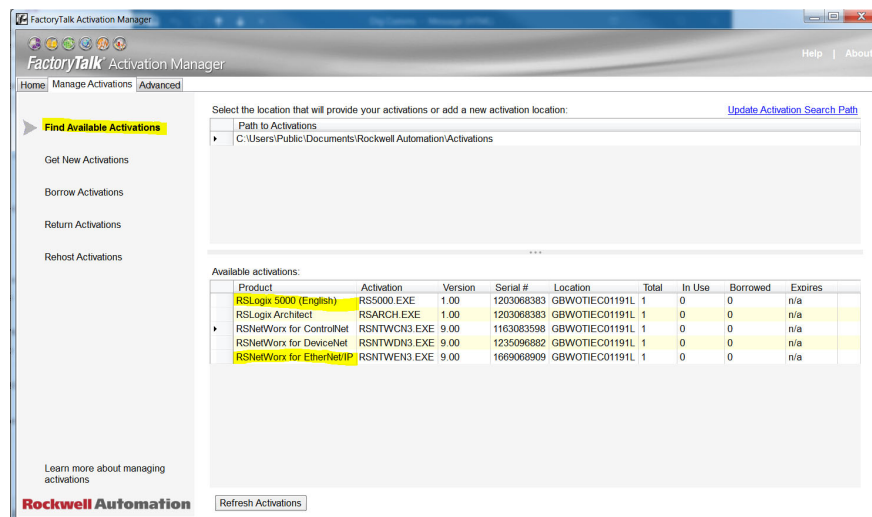 FactoryTalk Activation Manager
FactoryTalk Activation Manager
Help | About
Home Manage Activations Advanced
Find Available Activations
Get New Activations
Borrow Activations
Return Activations
Rehost Activations
Learn more about managing
activations
Rockwell Automation
Select the location that will provide your activations or add a new activation location:
Update Activation Search Path
Path to Activations
C:\Users\Public\Documents\Rockwell Automation\Activations
Available activations:
Product Activation Version Serial # Location Total In Use Borrowed Expires
RSLogix 5000 (English) RS5000.EXE 1.00 1203068383 GBWOTIEC01191L 1 0 0 n/a
RSLogix Architect RSARCH.EXE 1.00 1203068383 GBWOTIEC01191L 1 0 0 n/a
RSNetWorx for ControlNet RSNTWCN3.EXE 9.00 1163083598 GBWOTIEC01191L 1 0 0 n/a
RSNetWorx for DeviceNet RSNTWDN3.EXE 9.00 1235096882 GBWOTIEC01191L 1 0 0 n/a
RSNetWorx for EtherNet/IP RSNTWEN3.EXE 9.00 1669068909 GBWOTIEC01191L 1 0 0 n/a
Refresh Activations